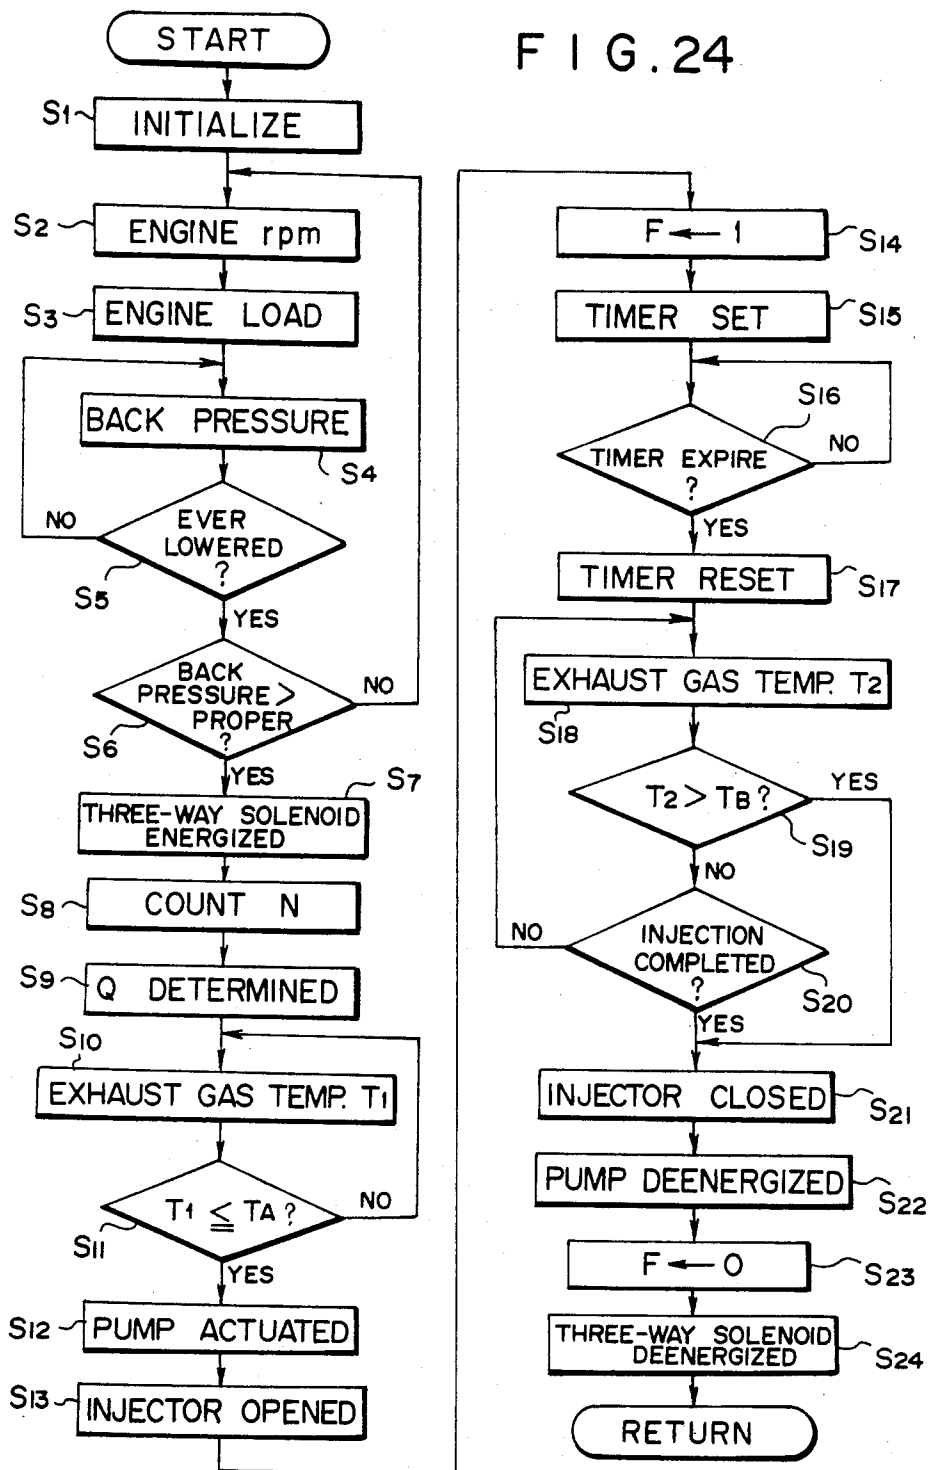 START
FIG.24
S1
INITIALIZE
S2
ENGINE rpm
S3
ENGINE LOAD
BACK PRESSURE
S4
NO
EVER
LOWERED
?
S5
YES
BACK
PRESSURE >
PROPER
?
NO
S6
YES
S7
THREE-WAY SOLENOID
ENERGIZED
S8
COUNT N
S9
Q DETERMINED
S10
EXHAUST GAS TEMP. T1
T1 ≦ TA ?
NO
S11
YES
S12
PUMP ACTUATED
S13
INJECTOR OPENED
F ← 1
S14
TIMER SET
S15
S16
TIMER EXPIRE
?
NO
YES
TIMER RESET
S17
EXHAUST GAS TEMP. T2
S18
T2 > TB ?
YES
S19
NO
NO
INJECTION
COMPLETED
?
S20
YES
INJECTOR CLOSED
S21
PUMP DEENERGIZED
S22
F ← 0
S23
THREE-WAY SOLENOID
DEENERGIZED
S24
RETURN